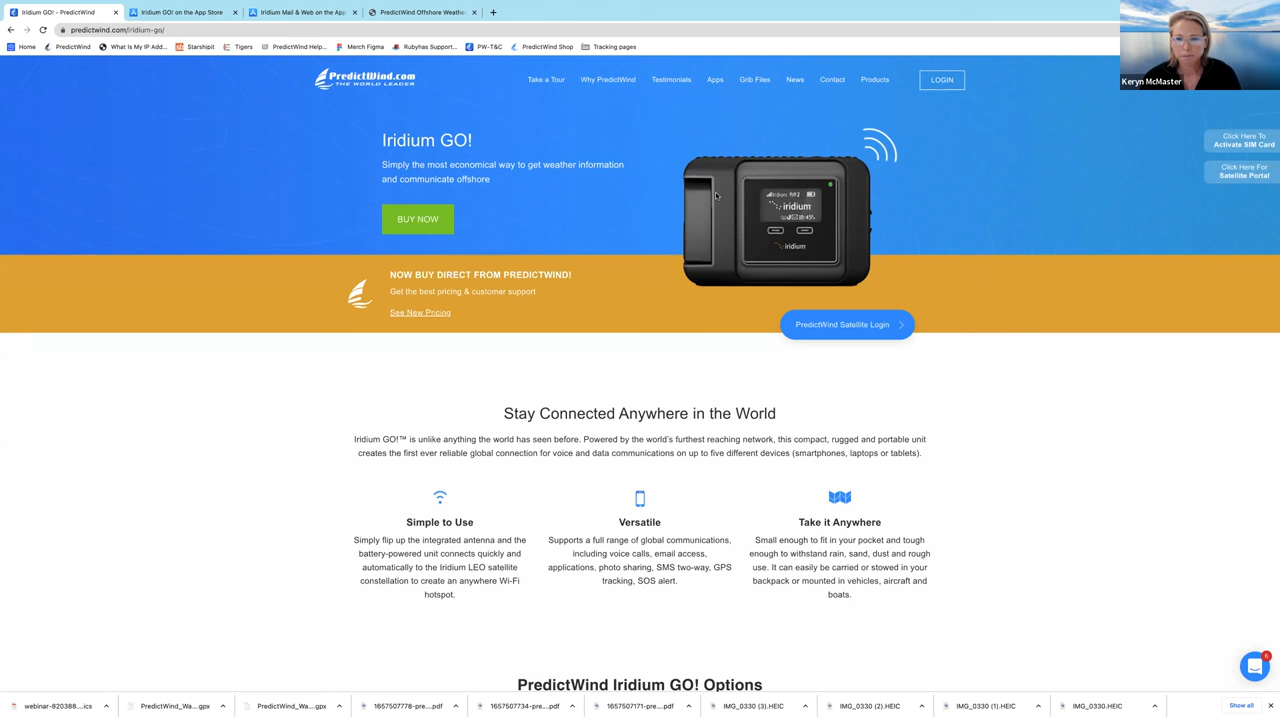 Iridium GO! - PredictWind
Iridium GO! on the App Store
Iridium Mail & Web on the App
PredictWind Offshore Weathe
predictwind.com/iridium-go/
Home
PredictWind
What Is My IP Add...
Starshipit
Tigers
PredictWind Help...
Merch Figma
Rubyhas Support...
PW-T&C
PredictWind Shop
Tracking pages
Keryn McMaster
PredictWind.com
THE WORLD LEADER
Take a Tour
Why PredictWind
Testimonials
Apps
Grib Files
News
Contact
Products
LOGIN
Click Here To
Activate SIM Card
Click Here For
Satellite Portal
Iridium GO!
Simply the most economical way to get weather information
and communicate offshore
BUY NOW
iridium
iridium
NOW BUY DIRECT FROM PREDICTWIND!
Get the best pricing & customer support
See New Pricing
PredictWind Satellite Login
Stay Connected Anywhere in the World
Iridium GO!™ is unlike anything the world has seen before. Powered by the world's furthest reaching network, this compact, rugged and portable unit
creates the first ever reliable global connection for voice and data communications on up to five different devices (smartphones, laptops or tablets).
Simple to Use
Simply flip up the integrated antenna and the
battery-powered unit connects quickly and
automatically to the Iridium LEO satellite
constellation to create an anywhere Wi-Fi
hotspot.
Versatile
Supports a full range of global communications,
including voice calls, email access,
applications, photo sharing, SMS two-way, GPS
tracking, SOS alert.
Take it Anywhere
Small enough to fit in your pocket and tough
enough to withstand rain, sand, dust and rough
use. It can easily be carried or stowed in your
backpack or mounted in vehicles, aircraft and
boats.
PredictWind Iridium GO! Options
6
webinar-820388....ics
PredictWind_Wa....gpx
PredictWind_Wa....gpx
1657507778-pre....pdf
1657507734-pre....pdf
1657507171-pre....pdf
IMG_0330 (3).HEIC
IMG_0330 (2).HEIC
IMG_0330 (1).HEIC
IMG_0330.HEIC
Show all